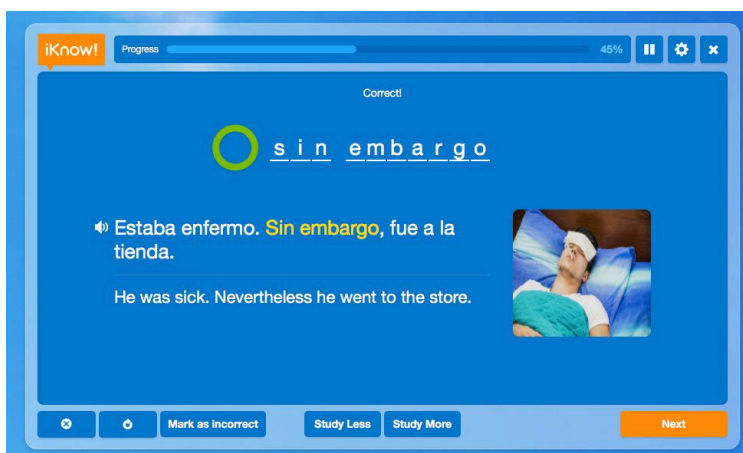 iKnow!
Progress
45%
Correct!
sin embargo
Estaba enfermo. Sin embargo, fue a la
tienda.
He was sick. Nevertheless he went to the store.
Mark as incorrect
Study Less
Study More
Next